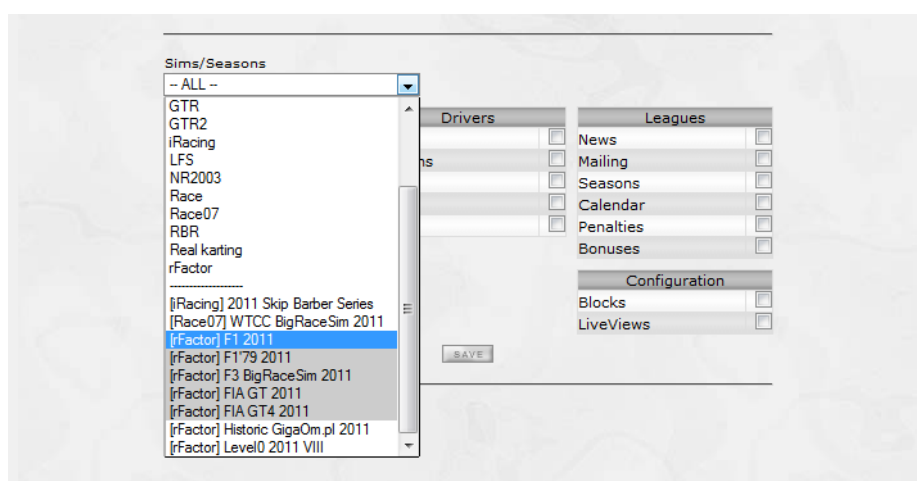 Sims/Seasons
-- ALL --
GTR
GTR2
iRacing
LFS
NR2003
Race
Race07
RBR
Real karting
rFactor
--------------------
[iRacing] 2011 Skip Barber Series
[Race07] WTCC BigRaceSim 2011
[rFactor] F1 2011
[rFactor] F1'79 2011
[rFactor] F3 BigRaceSim 2011
[rFactor] FIA GT 2011
[rFactor] FIA GT4 2011
[rFactor] Historic GigaOm.pl 2011
[rFactor] Level0 2011 VIII
Drivers
ns
Leagues
News
Mailing
Seasons
Calendar
Penalties
Bonuses
Configuration
Blocks
LiveViews
SAVE